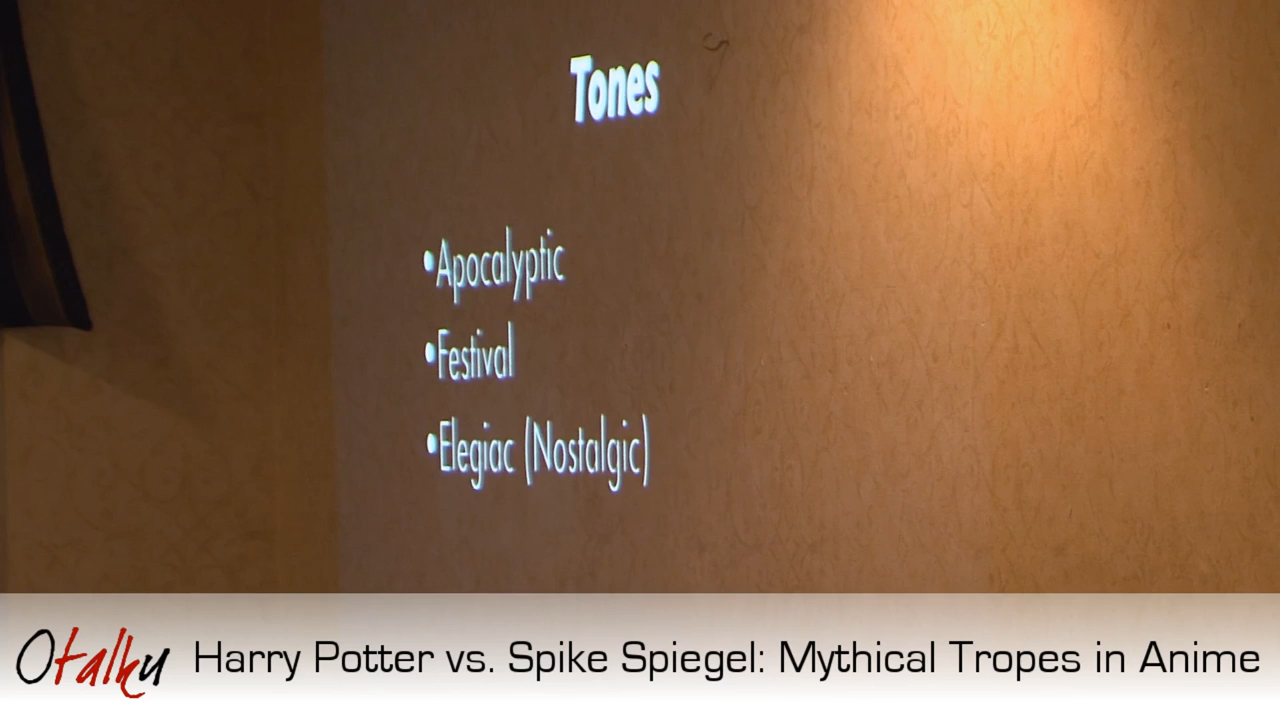 Tones
•Apocalyptic
•Festival
•Elegiac (Nostalgic)
Otalku Harry Potter vs. Spike Spiegel: Mythical Tropes in Anime